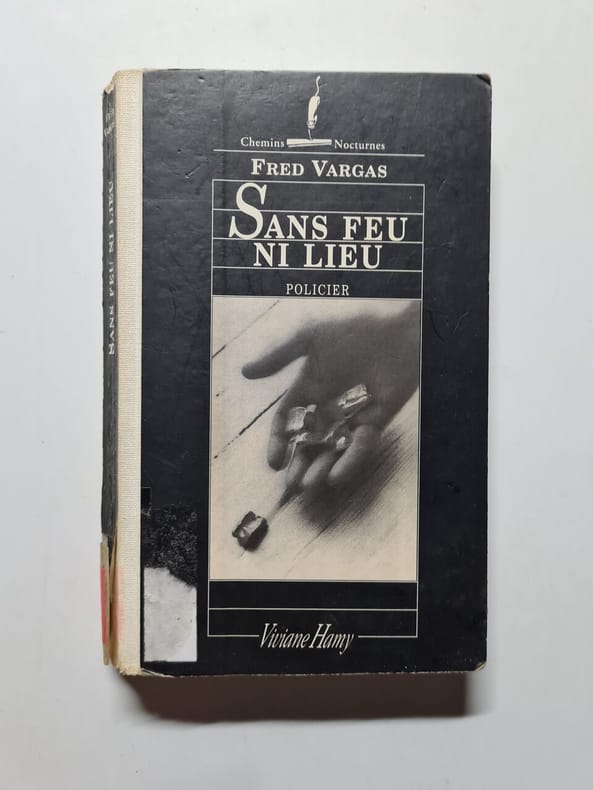 Chemins Nocturnes
FRED VARGAS
SANS FEU
NI LIEU
POLICIER
Viviane Hamy
SANS FEU NI LIEU